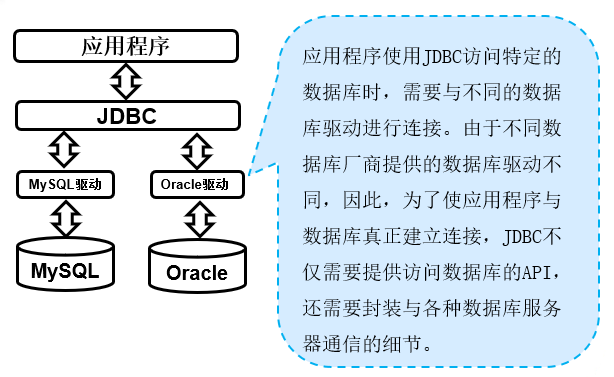 应用程序
JDBC
MySQL驱动
Oracle驱动
MySQL
Oracle
应用程序使用JDBC访问特定的
数据库时，需要与不同的数据
库驱动进行连接。由于不同数
据库厂商提供的数据库驱动不
同，因此，为了使应用程序与
数据库真正建立连接，JDBC不
仅需要提供访问数据库的API，
还需要封装与各种数据库服务
器通信的细节。